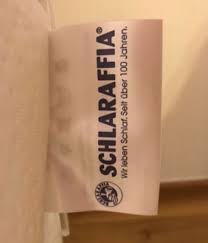 SCHLARAFFIA®
Wir leben Schlaf. Seit über 100 Jahren.